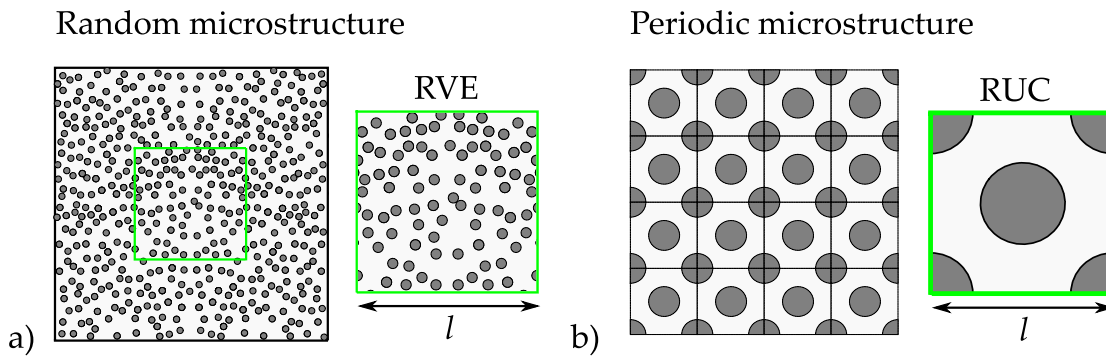 Random microstructure
RVE
l
a)
Periodic microstructure
RUC
l
b)